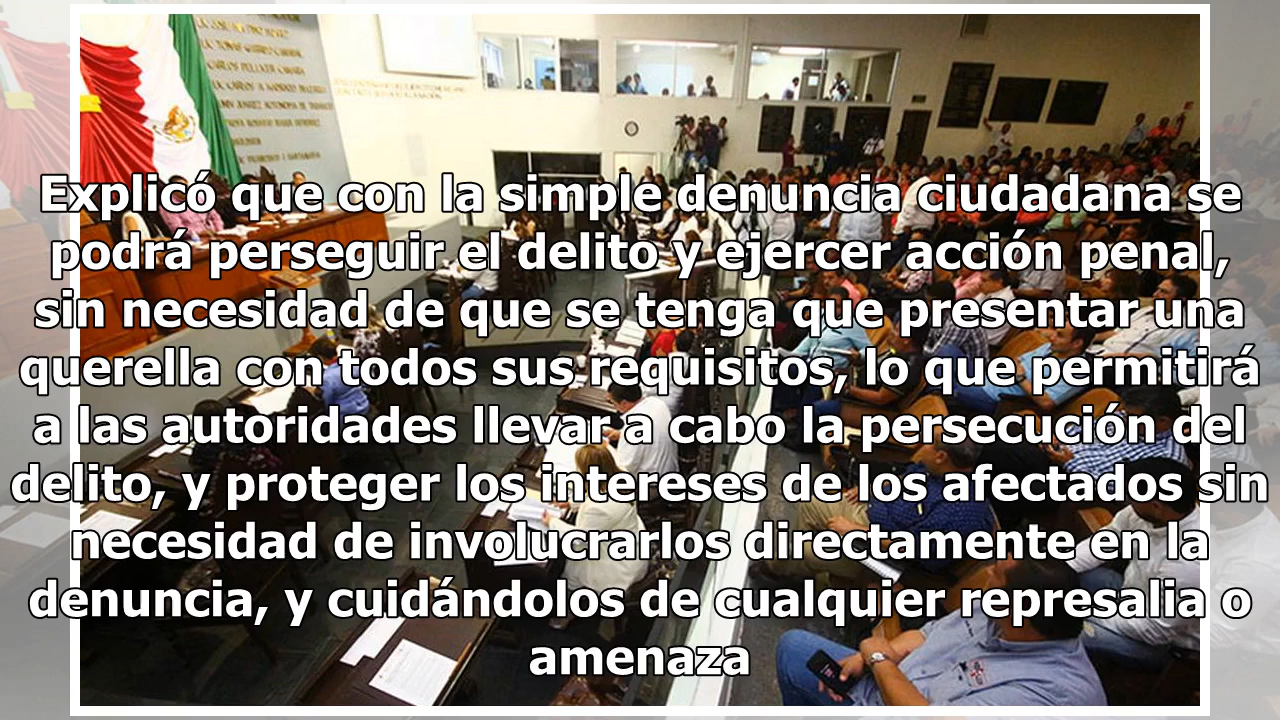 Explicó que con la simple denuncia ciudadana se
podrá perseguir el delito y ejercer acción penal,
sin necesidad de que se tenga que presentar una
querella con todos sus requisitos, lo que permitirá
a las autoridades llevar a cabo la persecución del
delito, y proteger los intereses de los afectados sin
necesidad de involucrarlos directamente en la
denuncia, y cuidándolos de cualquier represalia o
amenaza